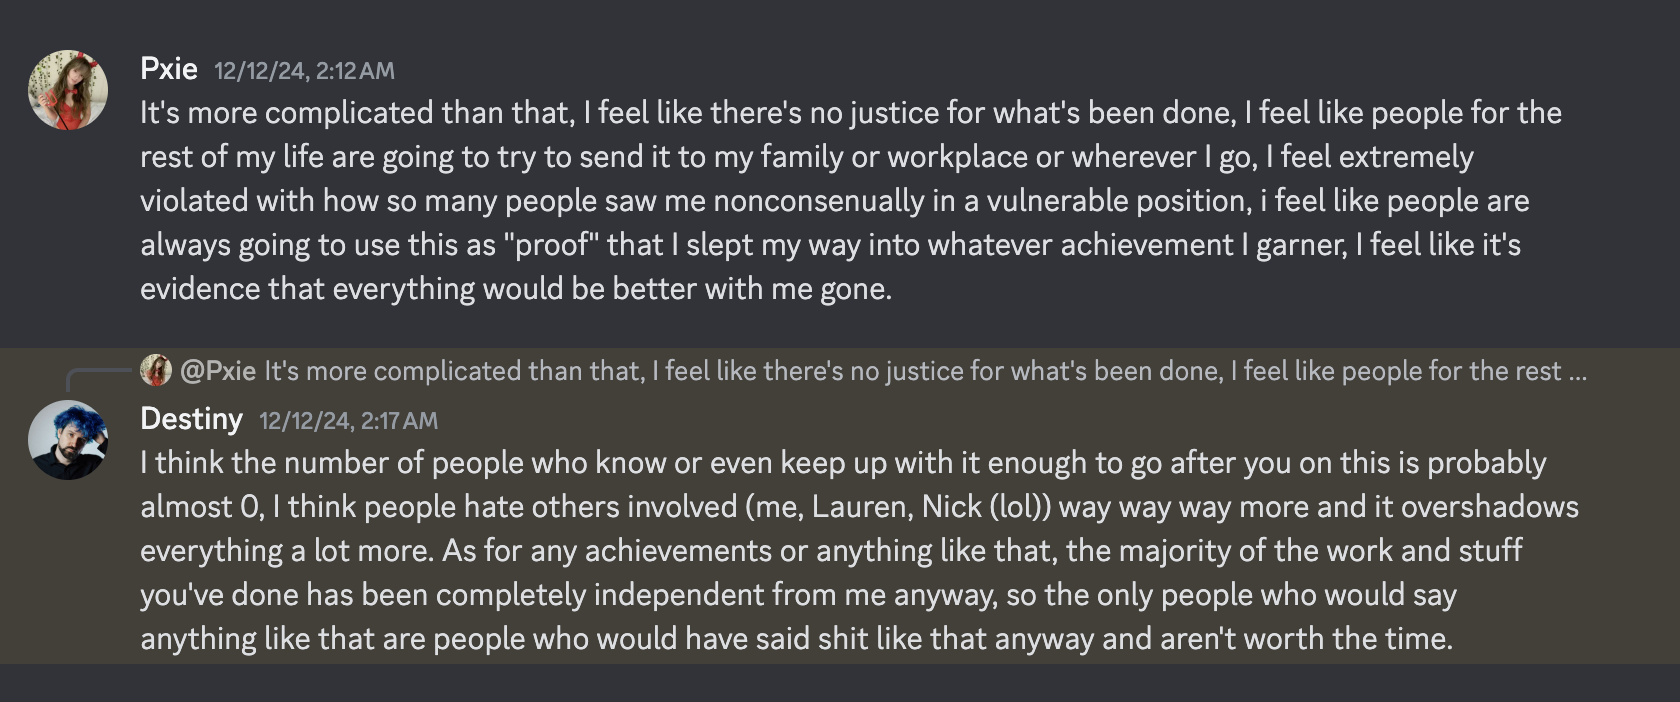 Pxie 12/12/24, 2:12 AM
It's more complicated than that, I feel like there's no justice for what's been done, I feel like people for the
rest of my life are going to try to send it to my family or workplace or wherever I go, I feel extremely
violated with how so many people saw me nonconsenually in a vulnerable position, i feel like people are
always going to use this as "proof" that I slept my way into whatever achievement I garner, I feel like it's
evidence that everything would be better with me gone.
@Pxie It's more complicated than that, I feel like there's no justice for what's been done, I feel like people for the rest ...
Destiny 12/12/24, 2:17 AM
I think the number of people who know or even keep up with it enough to go after you on this is probably
almost 0, I think people hate others involved (me, Lauren, Nick (lol)) way way way more and it overshadows
everything a lot more. As for any achievements or anything like that, the majority of the work and stuff
you've done has been completely independent from me anyway, so the only people who would say
anything like that are people who would have said shit like that anyway and aren't worth the time.